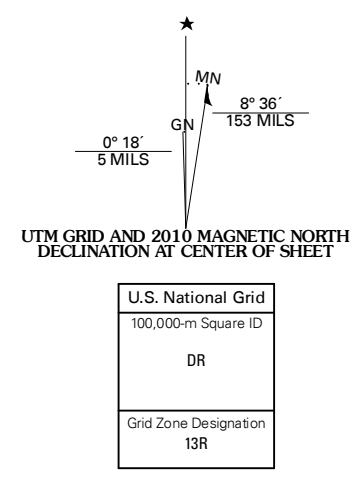 MN
8° 36´
153 MILS
GN
0° 18´
5 MILS
UTM GRID AND 2010 MAGNETIC NORTH
DECLINATION AT CENTER OF SHEET
U.S. National Grid
100,000-m Square ID
DR
Grid Zone Designation
13R